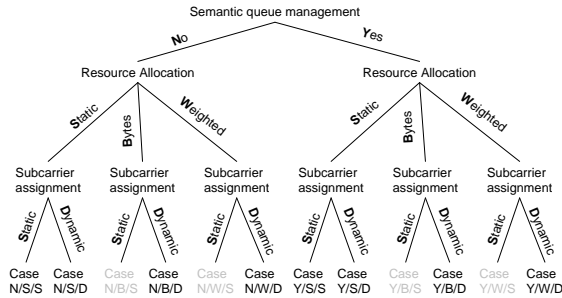 Semantic queue management
No
Yes
Resource Allocation
Resource Allocation
Static
Bytes
Weighted
Static
Bytes
Weighted
Subcarrier assignment
Subcarrier assignment
Subcarrier assignment
Subcarrier assignment
Subcarrier assignment
Subcarrier assignment
Static
Dynamic
Static
Dynamic
Static
Dynamic
Static
Dynamic
Static
Dynamic
Static
Dynamic
Case N/S/S
Case N/S/D
Case N/B/S
Case N/B/D
Case N/W/S
Case N/W/D
Case Y/S/S
Case Y/S/D
Case Y/B/S
Case Y/B/D
Case Y/W/S
Case Y/W/D